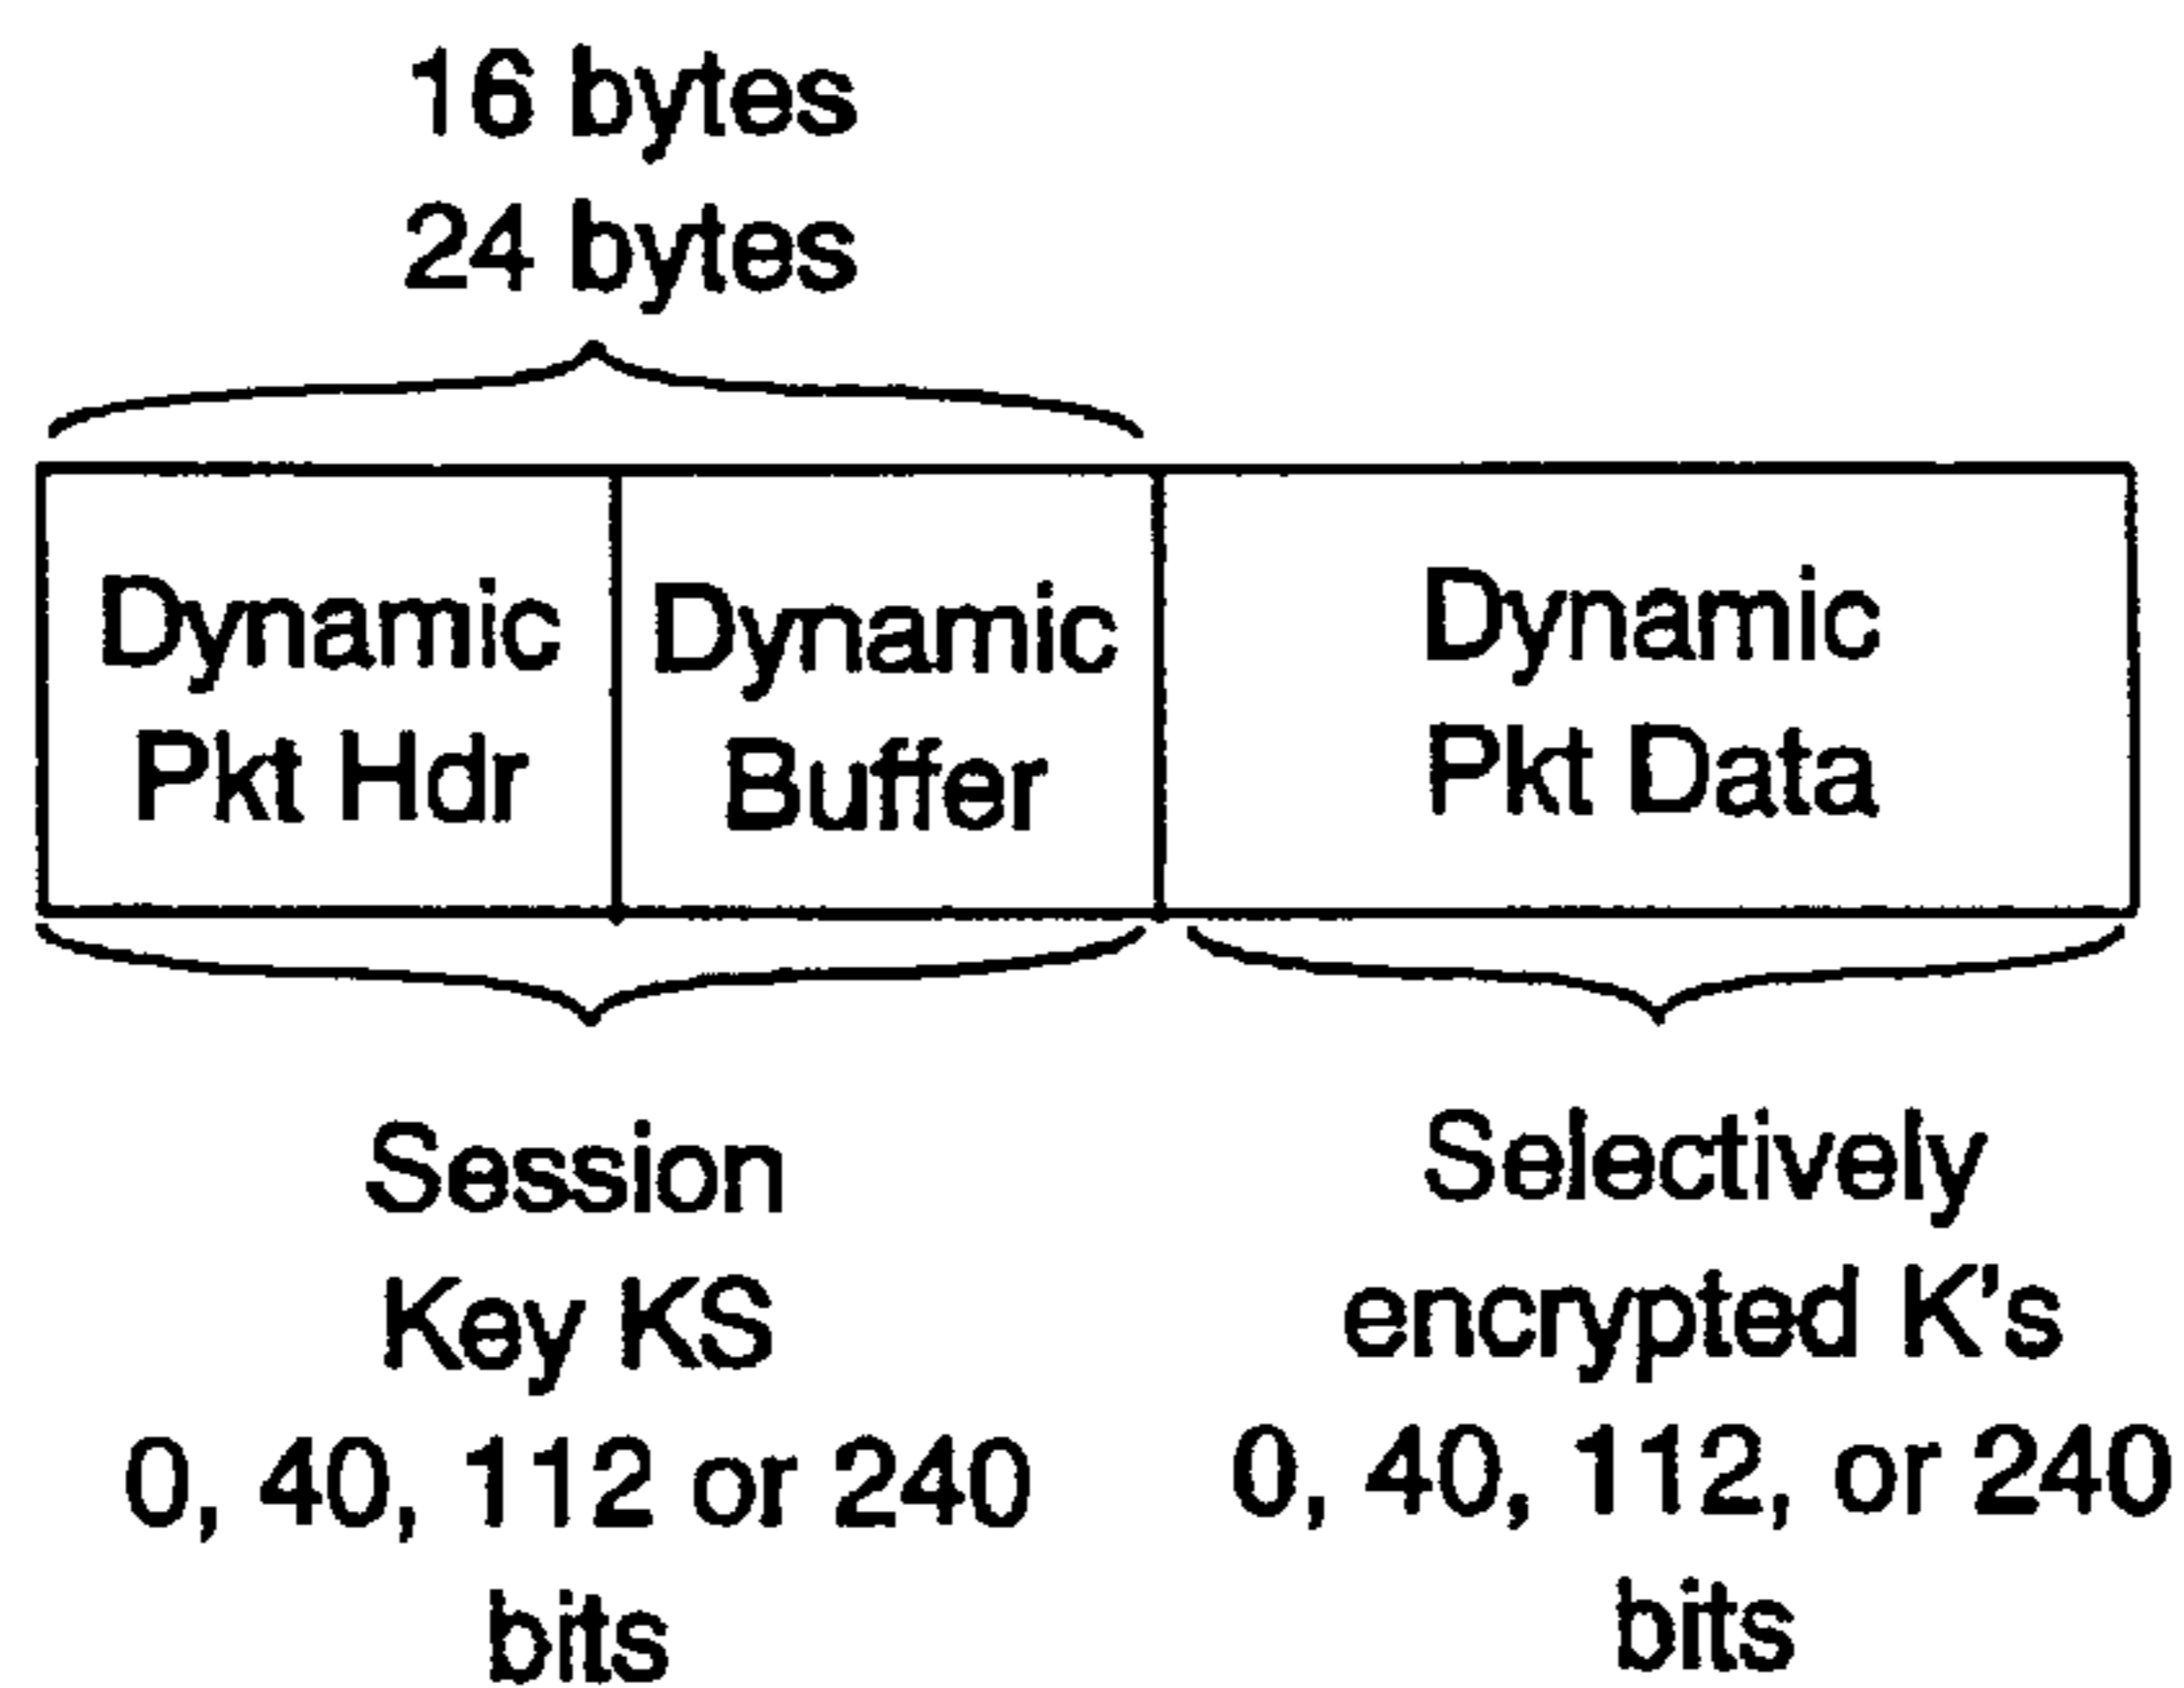 16 bytes
24 bytes
Dynamic
Pkt Hdr
Dynamic
Buffer
Dynamic
Pkt Data
Session
Key KS
0, 40, 112 or 240
bits
Selectively
encrypted K's
0, 40, 112, or 240
bits